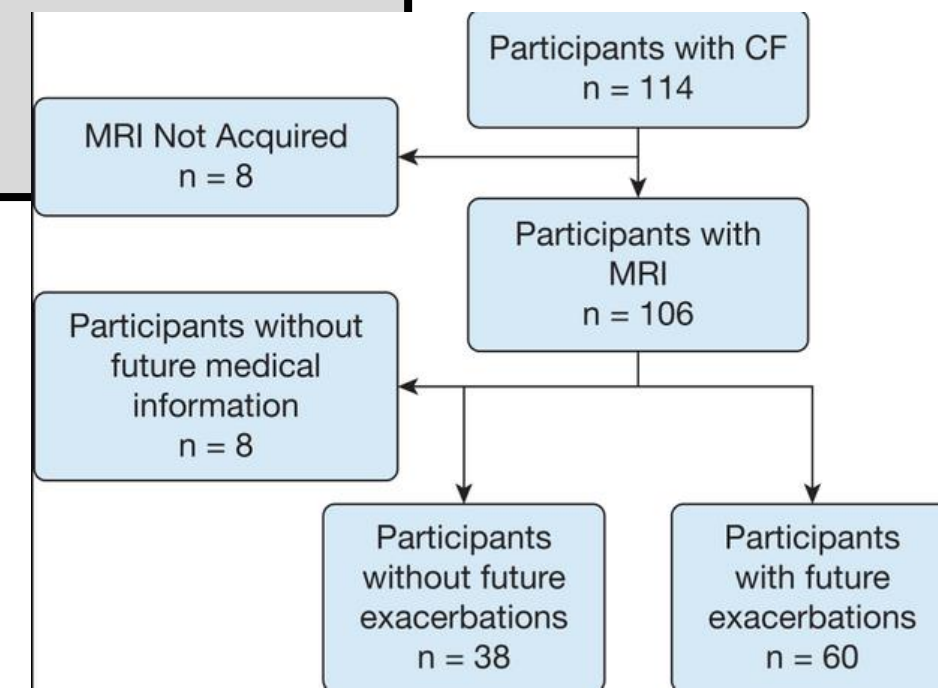 Participants with CF
n = 114
MRI Not Acquired
n = 8
Participants with
MRI
n = 106
Participants without
future medical
information
n = 8
Participants
without future
exacerbations
n = 38
Participants
with future
exacerbations
n = 60